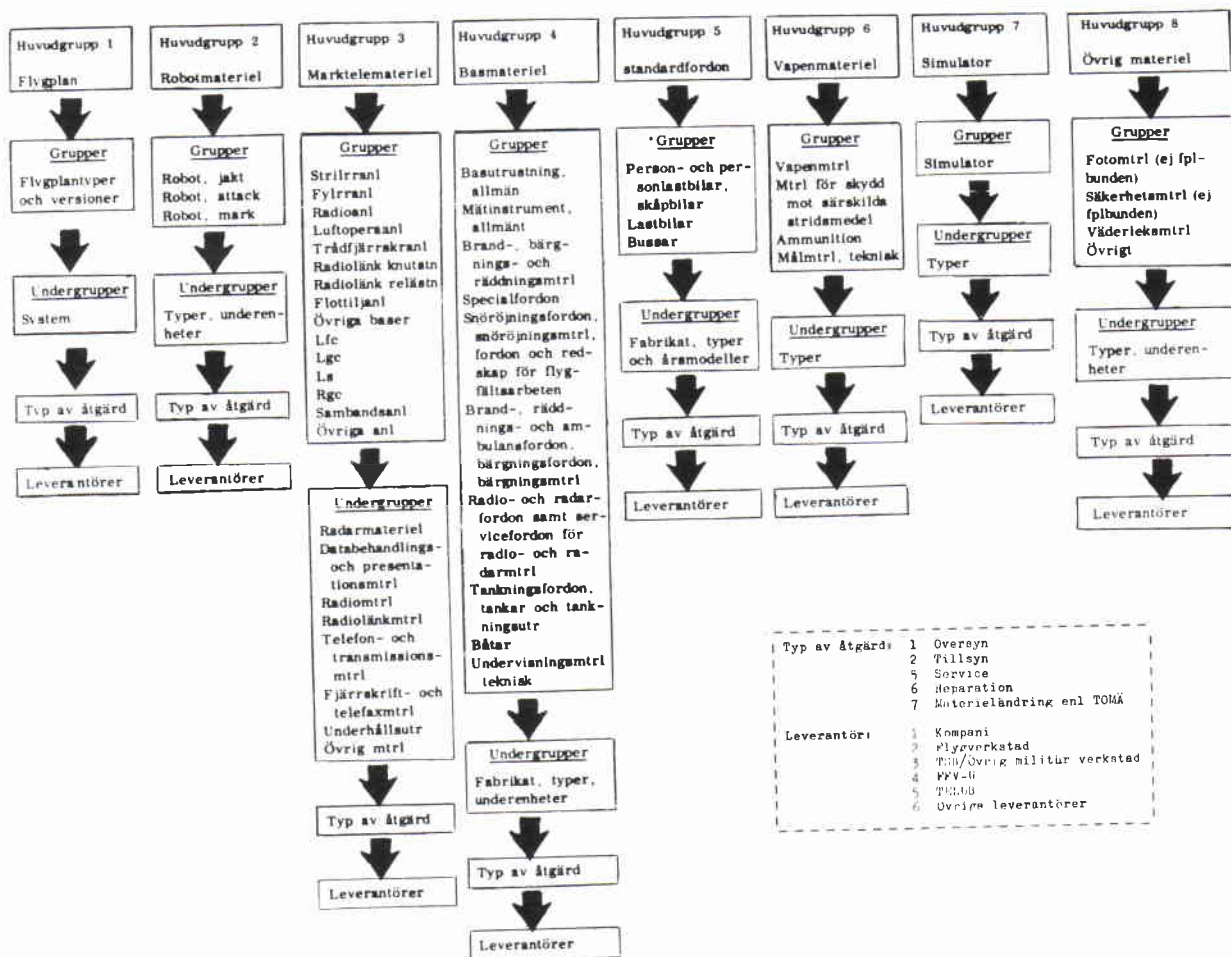 Huvudgrupp 1
Flvgplan
Grupper
Flvgplantvper
och versioner
Undergrupper
System
Typ av åtgärd
Leverantörer
Huvudgrupp 2
Robotmateriel
Grupper
Robot, jakt
Robot, attack
Robot, mark
Undergrupper
Typer, underen-
heter
Typ av åtgärd
Leverantörer
Huvudgrupp 3
Marktelemateriel
Grupper
Strilrranl
Fylrranl
Radioanl
Luftopersanl
Trådfjärrskranl
Radiolänk knutstn
Radiolänk relästn
Flottiljanl
Övriga baser
Lfc
Lgc
Ls
Rgc
Sambandsanl
Övriga anl
Undergrupper
Radarmateriel
Databehandlings-
och presenta-
tionsmtrl
Radiomtrl
Radiolänkmtrl
Telefon- och
transmissions-
mtrl
Fjärrskrift- och
telefaxmtrl
Underhållsutr
Övrig mtrl
Typ av åtgärd
Leverantörer
Huvudgrupp 4
Basmateriel
Grupper
Basutrustning,
allmän
Mätinstrument,
allmänt
Brand-, bärg-
nings- och
räddningsmtrl
Specialfordon
Snöröjningsfordon,
snöröjningsmtrl,
fordon och red-
skap för flyg-
fältsarbeten
Brand-, rädd-
nings- och am-
bulansfordon,
bärgningsfordon,
bärgningsmtrl
Radio- och radar-
fordon samt ser-
vicefordon för
radio- och ra-
darmtrl
Tankningsfordon,
tankar och tank-
ningsutr
Båtar
Undervisningsmtrl
teknisk
Undergrupper
Fabrikat, typer,
underenheter
Typ av åtgärd
Leverantörer
Huvudgrupp 5
standardfordon
Grupper
Person- och per-
sonlastbilar,
skåpbilar
Lastbilar
Bussar
Undergrupper
Fabrikat, typer
och årsmodeller
Typ av åtgärd
Leverantörer
Huvudgrupp 6
Vapenmateriel
Grupper
Vapenmtrl
Mtrl för skydd
mot särskilda
stridsmedel
Ammunition
Målmtrl, teknisk
Undergrupper
Typer
Typ av åtgärd
Leverantörer
Huvudgrupp 7
Simulator
Grupper
Simulator
Undergrupper
Typer
Typ av åtgärd
Leverantörer
Huvudgrupp 8
Övrig materiel
Grupper
Fotomtrl (ej fpl-
bunden)
Säkerhetsmtrl (ej
fplbunden)
Väderleksmtrl
Övrigt
Undergrupper
Typer, underen-
heter
Typ av åtgärd
Leverantörer
Typ av åtgärd: 1 Översyn
2 Tillsyn
5 Service
6 Reparation
7 Materieländring enl TOMÄ
Leverantör: 1 Kompani
2 Flygverkstad
3 /Övrig militär verkstad
4
5
6 Övriga leverantörer